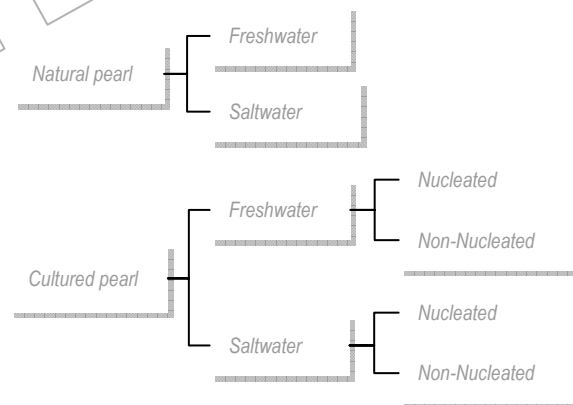 Natural pearl
Freshwater
Saltwater
Cultured pearl
Freshwater
Nucleated
Non-Nucleated
Saltwater
Nucleated
Non-Nucleated